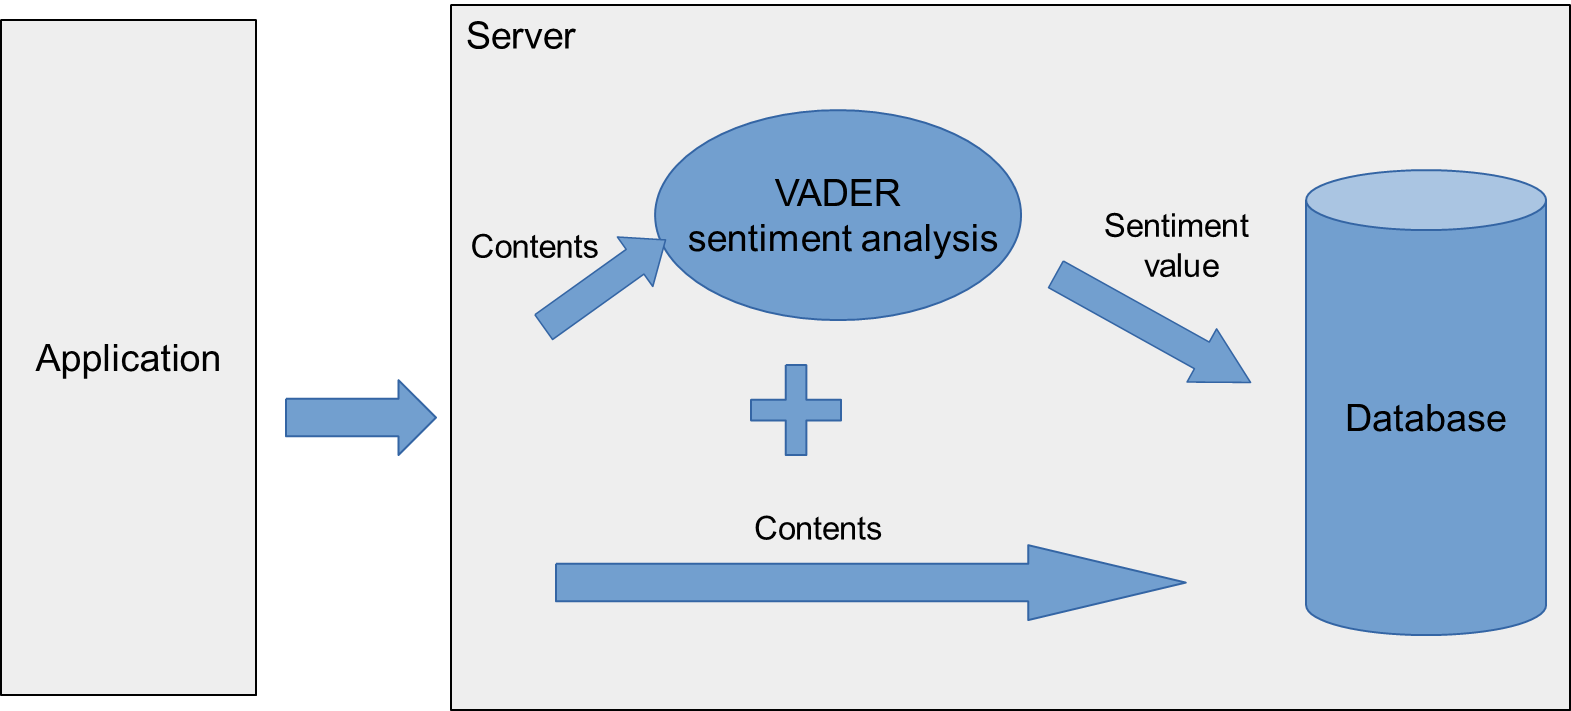 Server
Application
Contents
VADER
sentiment analysis
Sentiment
value
Database
Contents